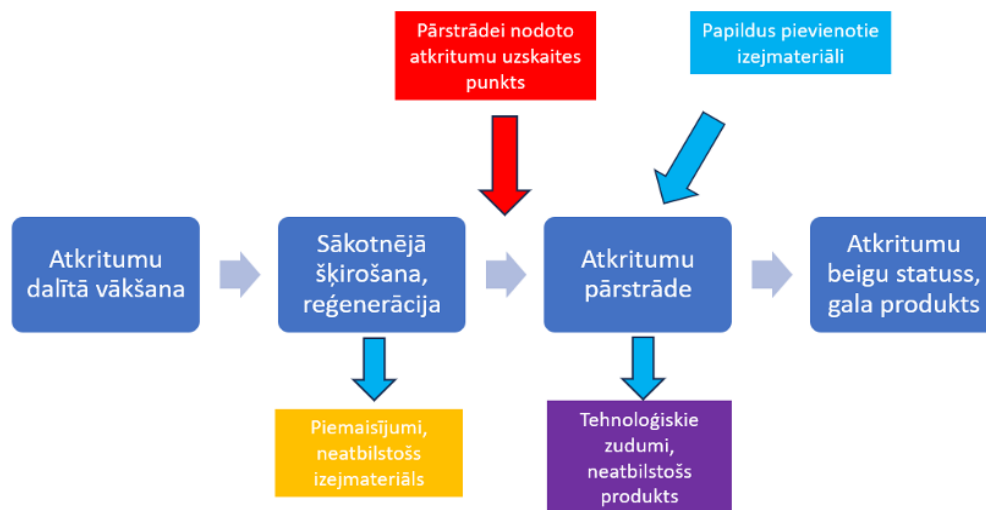 Pārstrādei nodoto
atkritumu uzskaites
punkts
Papildus pievienotie
izejmateriāli
Atkritumu
dalītā vākšana
Sākotnējā
šķirošana,
reģenerācija
Atkritumu
pārstrāde
Atkritumu
beigu statuss,
gala produkts
Piemaisījumi,
neatbilstošs
izejmateriāls
Tehnoloģiskie
zudumi,
neatbilstošs
produkts